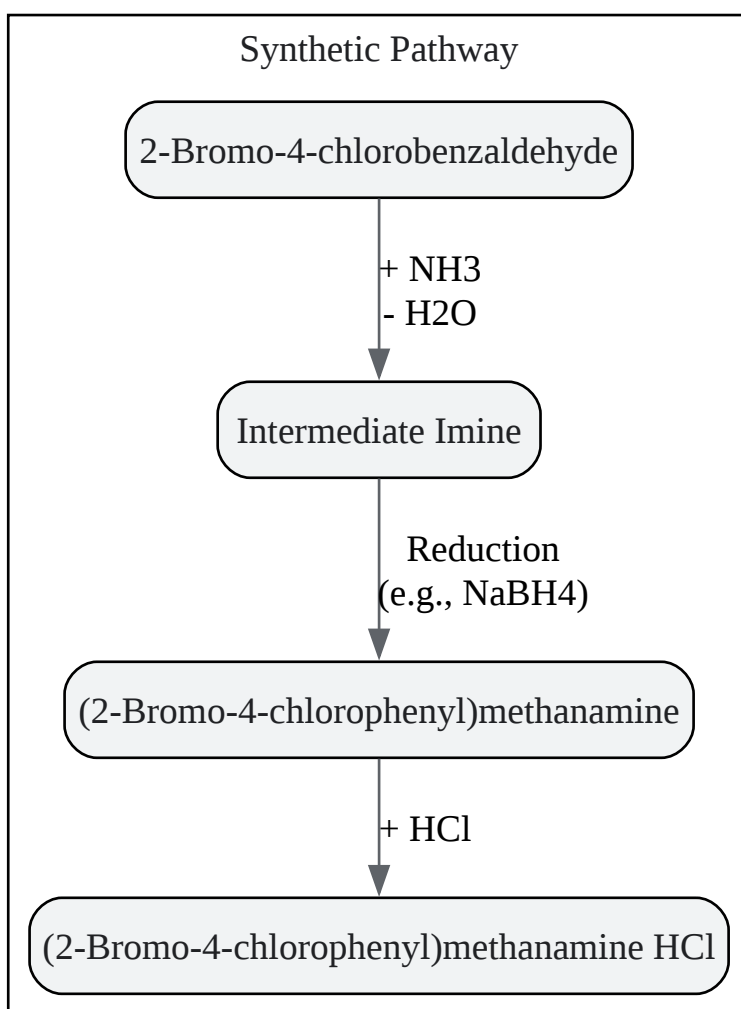 Synthetic Pathway
2-Bromo-4-chlorobenzaldehyde
+ NH3
- H2O
Intermediate Imine
Reduction
(e.g., NaBH4)
(2-Bromo-4-chlorophenyl)methanamine
+ HCl
(2-Bromo-4-chlorophenyl)methanamine HCl